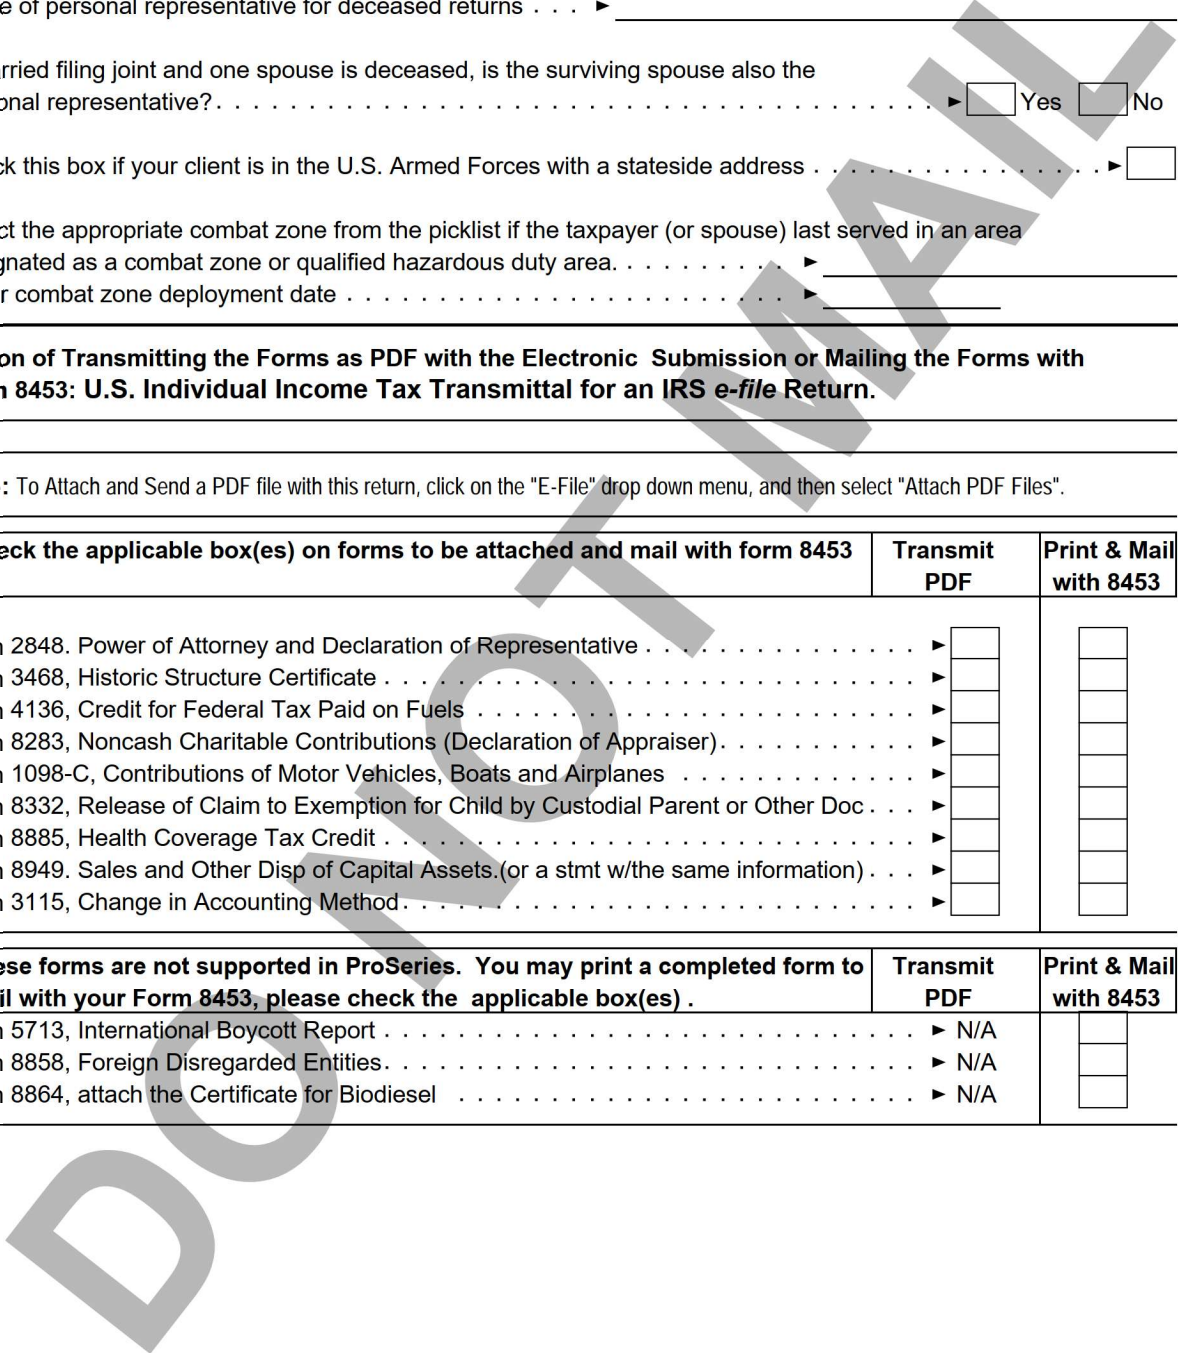 e of personal representative for deceased returns . . . ►
rried filing joint and one spouse is deceased, is the surviving spouse also the
onal representative? . . . . . . . . . . . . . . . . . . . . . . . . . . . . . . . . . . . . . . . ► Yes No
ck this box if your client is in the U.S. Armed Forces with a stateside address . . . . . . . . . . . . . . . . ►
ct the appropriate combat zone from the picklist if the taxpayer (or spouse) last served in an area
gnated as a combat zone or qualified hazardous duty area. . . . . . . . . . ►
r combat zone deployment date . . . . . . . . . . . . . . . . . . . . . . . . ►
on of Transmitting the Forms as PDF with the Electronic Submission or Mailing the Forms with
n 8453: U.S. Individual Income Tax Transmittal for an IRS e-file Return.
: To Attach and Send a PDF file with this return, click on the "E-File" drop down menu, and then select "Attach PDF Files".
eck the applicable box(es) on forms to be attached and mail with form 8453 Transmit PDF Print & Mail with 8453
n 2848. Power of Attorney and Declaration of Representative . . . . . . . . . . . . . . . ►
n 3468, Historic Structure Certificate . . . . . . . . . . . . . . . . . . . . . . . . . . . . . ►
n 4136, Credit for Federal Tax Paid on Fuels . . . . . . . . . . . . . . . . . . . . . . . . ►
n 8283, Noncash Charitable Contributions (Declaration of Appraiser) . . . . . . . . . . . ►
n 1098-C, Contributions of Motor Vehicles, Boats and Airplanes . . . . . . . . . . . . . ►
n 8332, Release of Claim to Exemption for Child by Custodial Parent or Other Doc . . . ►
n 8885, Health Coverage Tax Credit . . . . . . . . . . . . . . . . . . . . . . . . . . . . . ►
n 8949. Sales and Other Disp of Capital Assets.(or a stmt w/the same information) . . . ►
n 3115, Change in Accounting Method . . . . . . . . . . . . . . . . . . . . . . . . . . . . ►
ese forms are not supported in ProSeries. You may print a completed form to Transmit Print & Mail
il with your Form 8453, please check the applicable box(es) . PDF with 8453
n 5713, International Boycott Report . . . . . . . . . . . . . . . . . . . . . . . . . . . . . ► N/A
n 8858, Foreign Disregarded Entities . . . . . . . . . . . . . . . . . . . . . . . . . . . . . ► N/A
n 8864, attach the Certificate for Biodiesel . . . . . . . . . . . . . . . . . . . . . . . . . ► N/A
DO NOT MAIL